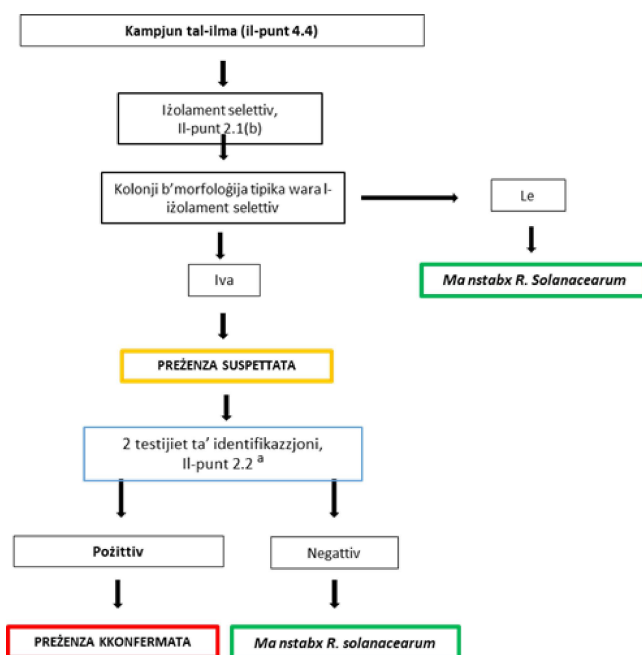 Kampjun tal-ilma (il-punt 4.4)
Iżolament selettiv,
Il-punt 2.1(b)
Kolonji b’morfoloġija tipika wara l-
iżolament selettiv
Le
Iva
Ma nstabx R. Solanacearum
PREŻENZA SUSPETTATA
2 testijiet ta’ identifikazzjoni,
Il-punt 2.2 a
Požittiv
Negattiv
PREŻENZA KKONFERMATA
Ma nstabx R. solanacearum